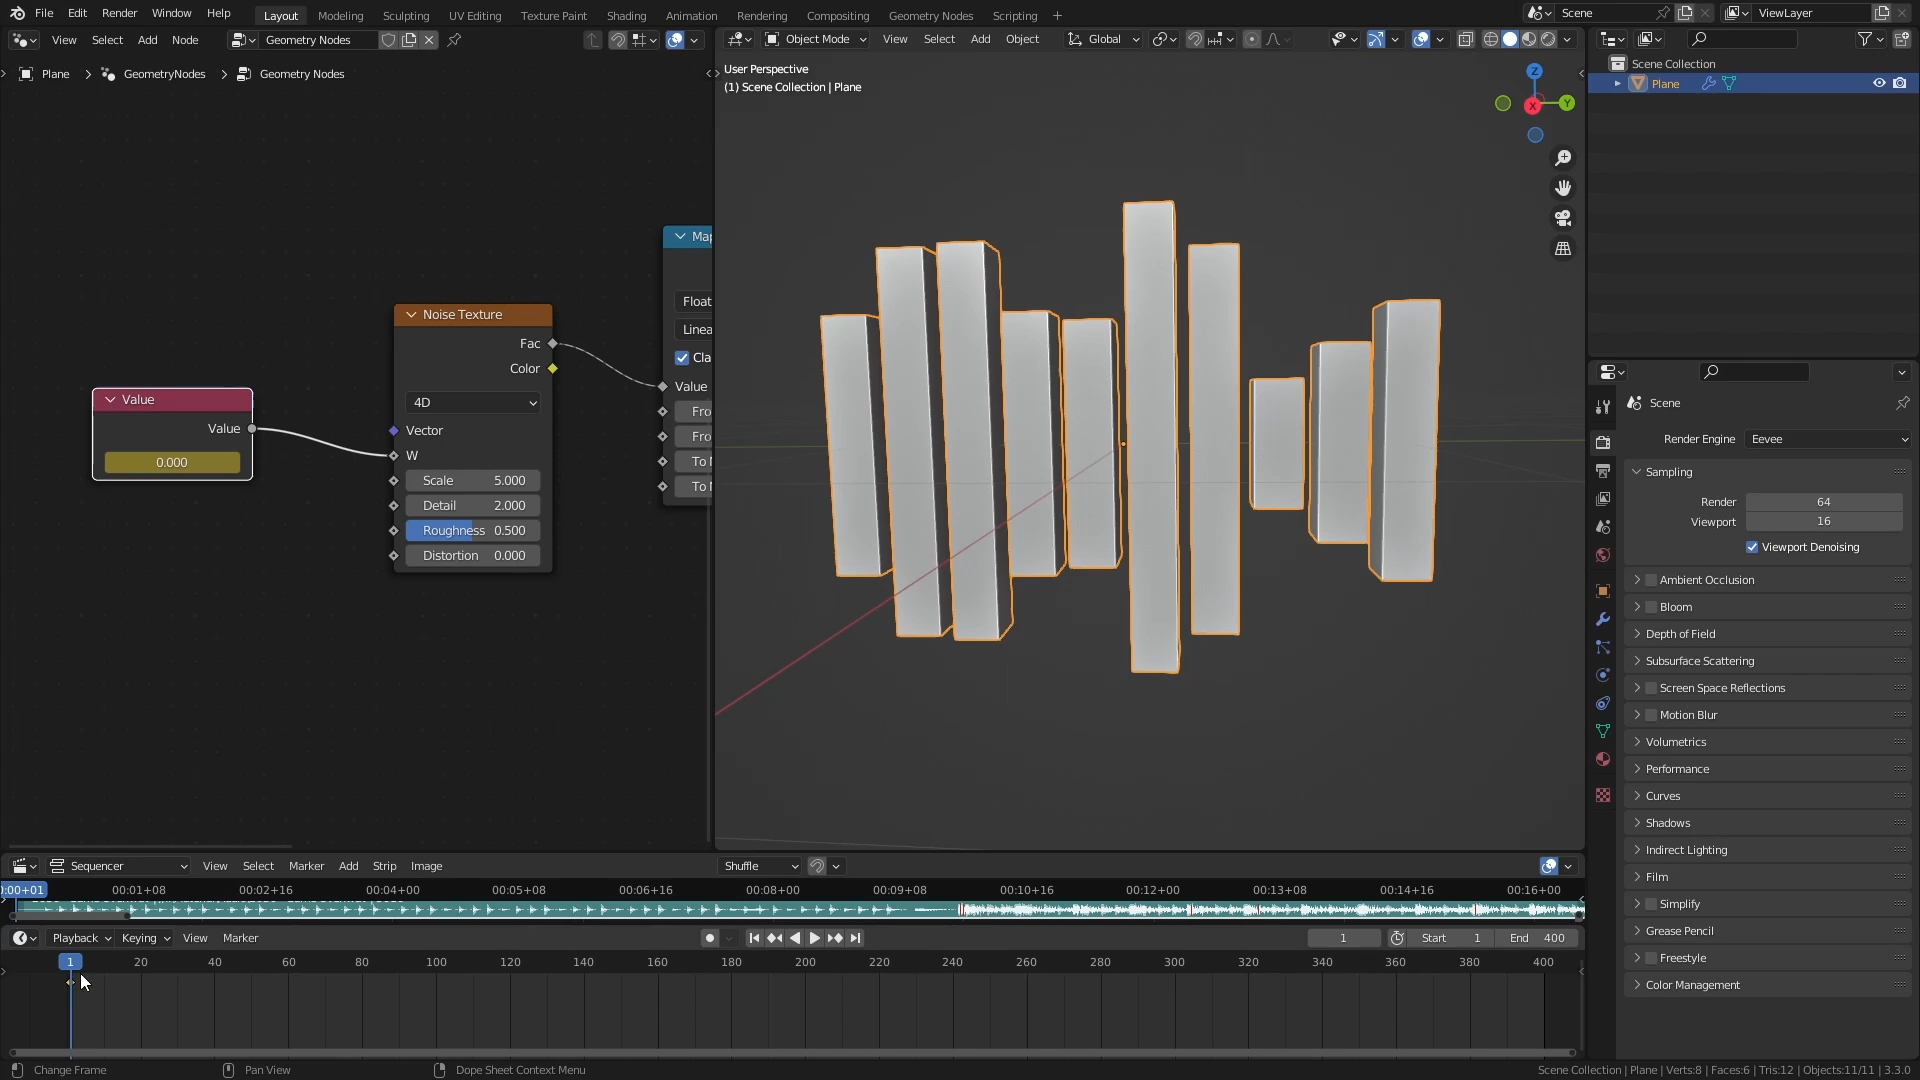 File Edit Render Window Help Layout Modeling Sculpting UV Editing Texture Paint Shading Animation Rendering Compositing Geometry Nodes Scripting + Scene ViewLayer
View Select Add Node Geometry Nodes
Object Mode View Select Add Object Global
Plane GeometryNodes Geometry Nodes
User Perspective
(1) Scene Collection | Plane
Z
Y
X
Value
Value
0.000
Noise Texture
Fac
Color
4D
Vector
W
Scale 5.000
Detail 2.000
Roughness 0.500
Distortion 0.000
Map
Float
Linea
Cla
Value
Fro
Fro
To M
To M
Scene Collection
Plane
Scene
Render Engine Eevee
Sampling
Render 64
Viewport 16
Viewport Denoising
Ambient Occlusion
Bloom
Depth of Field
Subsurface Scattering
Screen Space Reflections
Motion Blur
Volumetrics
Performance
Curves
Shadows
Indirect Lighting
Film
Simplify
Grease Pencil
Freestyle
Color Management
Sequencer View Select Marker Add Strip Image Shuffle
0:00+01 00:01+08 00:02+16 00:04+00 00:05+08 00:06+16 00:08+00 00:09+08 00:10+16 00:12+00 00:13+08 00:14+16 00:16+00
Playback Keying View Marker 1 Start 1 End 400
1 20 40 60 80 100 120 140 160 180 200 220 240 260 280 300 320 340 360 380 400
Change Frame Pan View Dope Sheet Context Menu Scene Collection | Plane | Verts:8 | Faces:6 | Tris:12 | Objects:11/11 | 3.3.0